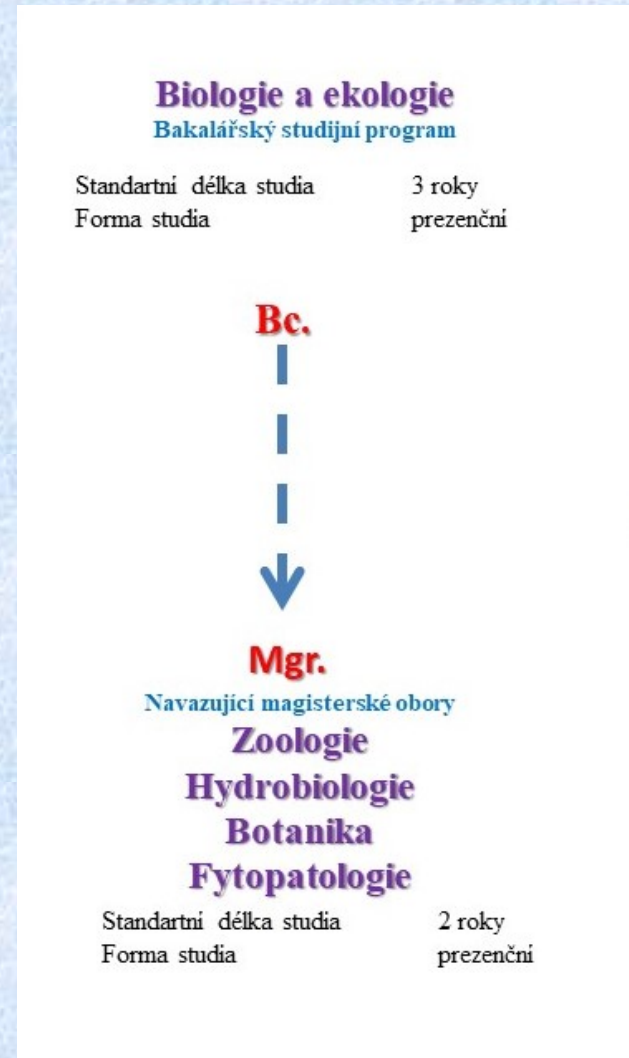 Biologie a ekologie
Bakalářský studijní program
Standartní délka studia 3 roky
Forma studia prezenční
Bc.
Mgr.
Navazující magisterské obory
Zoologie
Hydrobiologie
Botanika
Fytopatologie
Standartní délka studia 2 roky
Forma studia prezenční